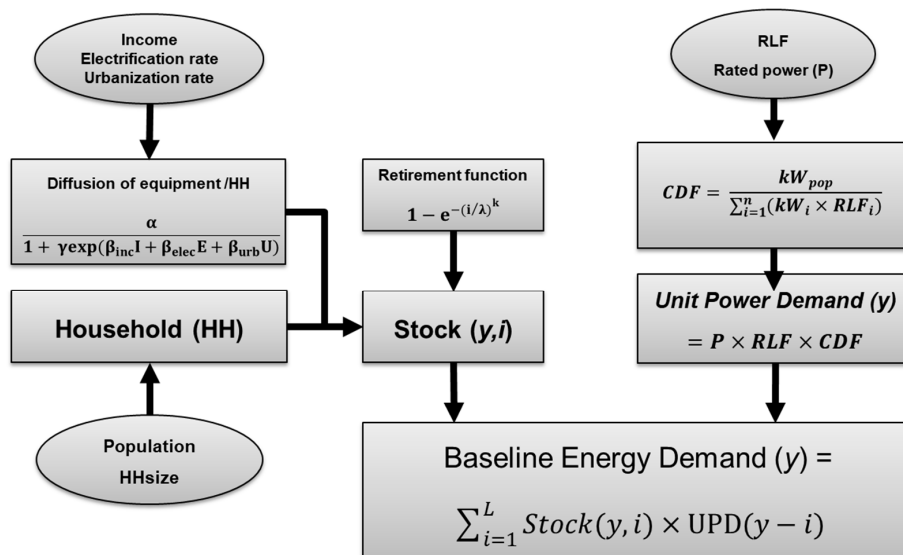 Income
Electrification rate
Urbanization rate
RLF
Rated power (P)
Diffusion of equipment /HH
α
1 + γexp(β_inc I + β_elec E + β_urb U)
Retirement function
1 − e^−(i/λ)^k
CDF = kW_pop / ∑_{i=1}^{n}(kW_i × RLF_i)
Household (HH)
Stock (y,i)
Unit Power Demand (y)
= P × RLF × CDF
Population
HHsize
Baseline Energy Demand (y) =
∑_{i=1}^{L} Stock(y, i) × UPD(y − i)